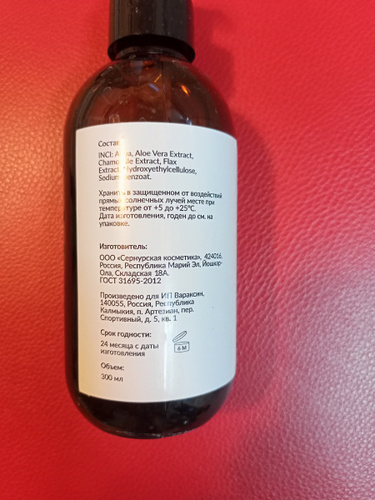 Состав:
INCI: Aqua, Aloe Vera Extract,
Chamomile Extract, Flax
Extract, Hydroxyethylcellulose,
Sodium benzoat.
Хранить в защищенном от воздействия
прямых солнечных лучей месте при
температуре от +5 до +25°C.
Дата изготовления, годен до см. на
упаковке.
Изготовитель:
ООО «Сернурская косметика», 424016,
Россия, Республика Марий Эл, Йошкар-
Ола, Складская 18А.
ГОСТ 31695-2012
Произведено для ИП Вараксин,
140055, Россия, Республика
Калмыкия, п. Артезиан, пер.
Спортивный, д. 5, кв. 1
Срок годности:
24 месяца с даты
изготовления
6 M
Объем:
300 мл